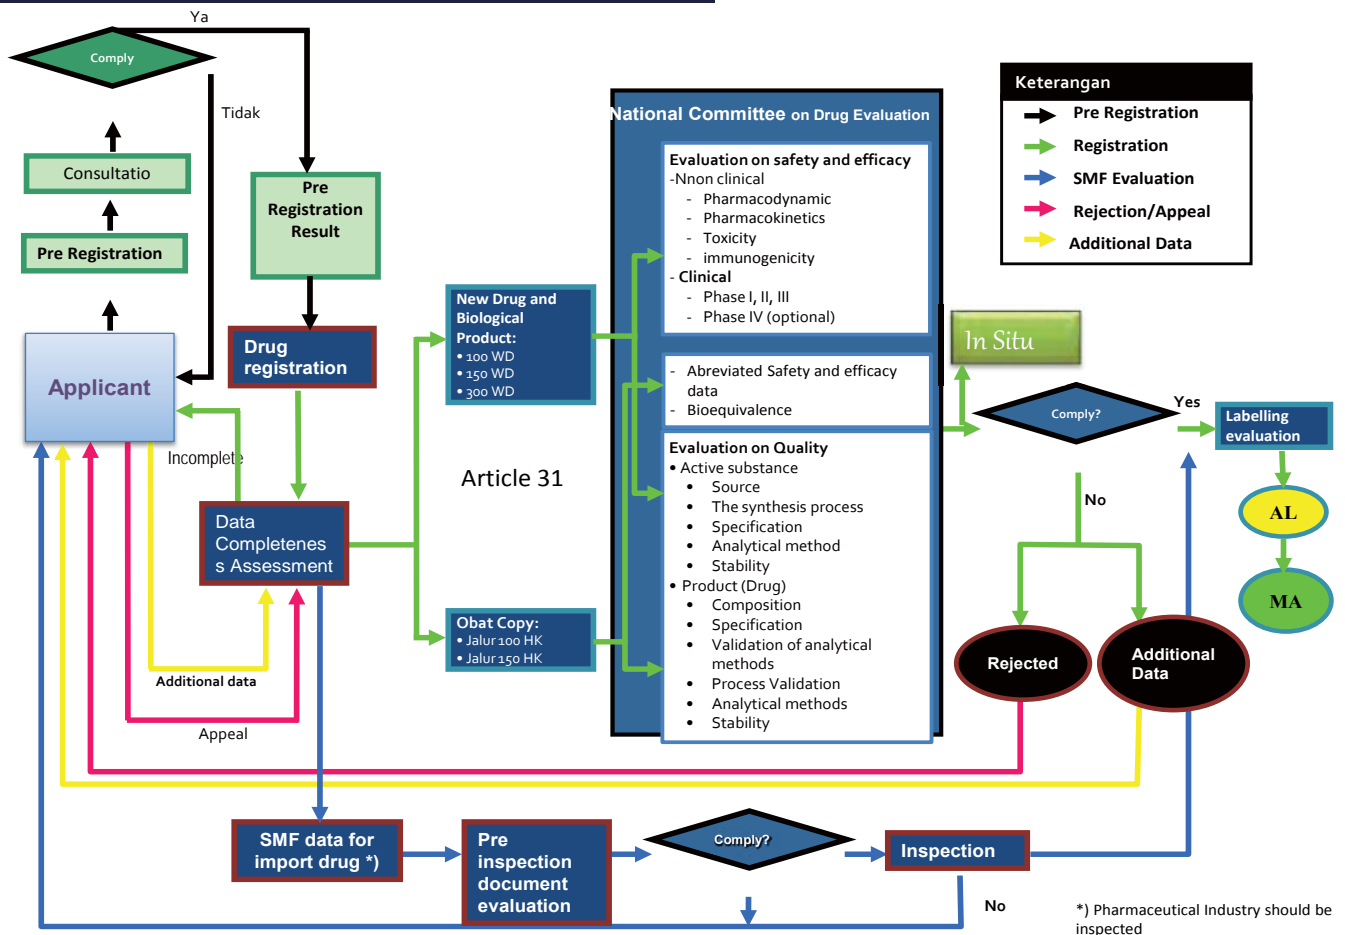 Ya
Comply
Tidak
Consultatio
Pre Registration
Pre
Registration
Result
Applicant
Drug
registration
Incomplete
Data
Completenes
s Assessment
Additional data
Appeal
New Drug and
Biological
Product:
• 100 WD
• 150 WD
• 300 WD
Article 31
Obat Copy:
• Jalur 100 HK
• Jalur 150 HK
National Committee on Drug Evaluation
Evaluation on safety and efficacy
-Nnon clinical
- Pharmacodynamic
- Pharmacokinetics
- Toxicity
- immunogenicity
- Clinical
- Phase I, II, III
- Phase IV (optional)
- Abreviated Safety and efficacy
data
- Bioequivalence
Evaluation on Quality
• Active substance
• Source
• The synthesis process
• Specification
• Analytical method
• Stability
• Product (Drug)
• Composition
• Specification
• Validation of analytical
methods
• Process Validation
• Analytical methods
• Stability
Keterangan
Pre Registration
Registration
SMF Evaluation
Rejection/Appeal
Additional Data
In Situ
Comply?
Yes
No
Labelling
evaluation
AL
MA
Rejected
Additional
Data
SMF data for
import drug *)
Pre
inspection
document
evaluation
Comply?
Inspection
No
*) Pharmaceutical Industry should be
inspected